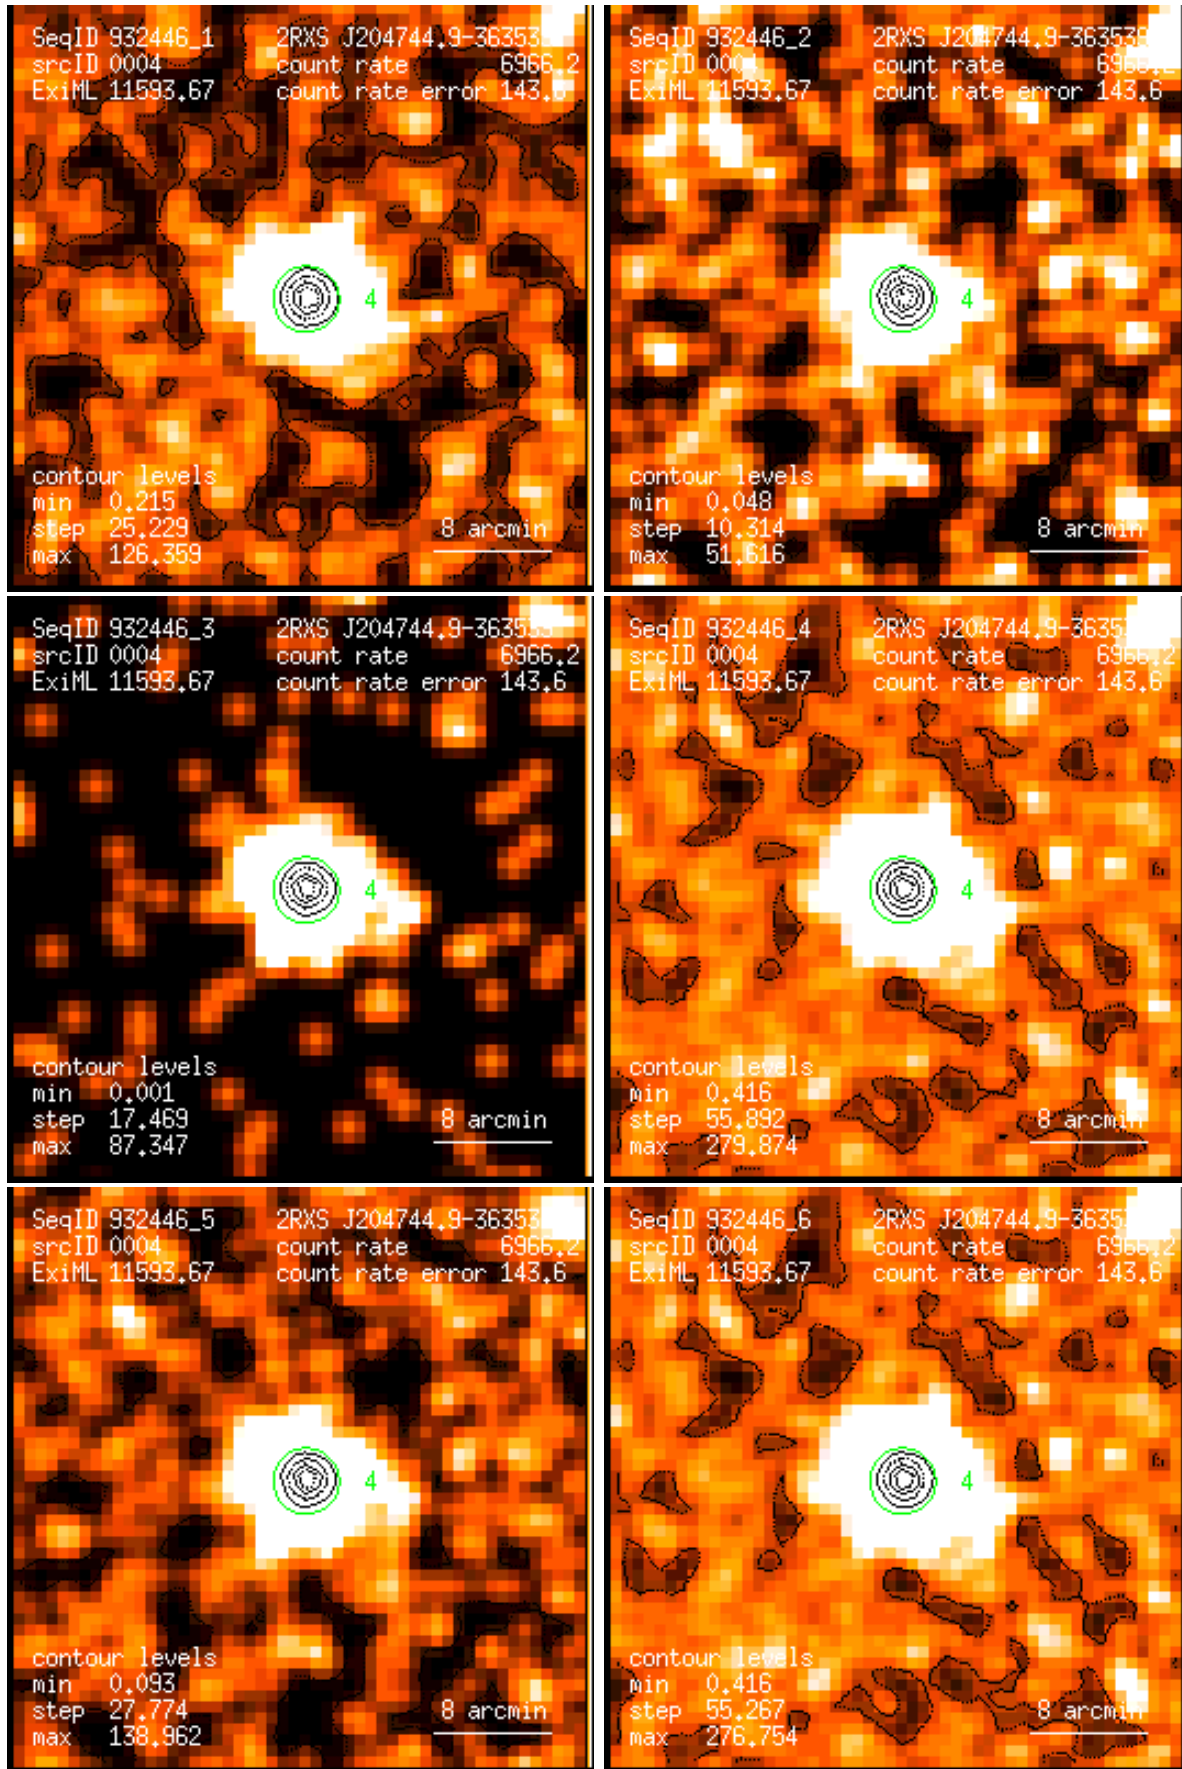 SeqID 932446_1 2RXS J204744.9-36353
srcID 0004 count rate 6966.2
ExiML 11593.67 count rate error 143.6
4
contour levels
min 0.215
step 25.229
max 126.359
8 arcmin
SeqID 932446_2 2RXS J204744.9-363536
srcID 0004 count rate 6966.2
ExiML 11593.67 count rate error 143.6
4
contour levels
min 0.048
step 10.314
max 51.616
8 arcmin
SeqID 932446_3 2RXS J204744.9-363535
srcID 0004 count rate 6966.2
ExiML 11593.67 count rate error 143.6
4
contour levels
min 0.001
step 17.469
max 87.347
8 arcmin
SeqID 932446_4 2RXS J204744.9-3635
srcID 0004 count rate 6966.2
ExiML 11593.67 count rate error 143.6
4
contour levels
min 0.416
step 55.892
max 279.874
8 arcmin
SeqID 932446_5 2RXS J204744.9-36353
srcID 0004 count rate 6966.2
ExiML 11593.67 count rate error 143.6
4
contour levels
min 0.093
step 27.774
max 138.962
8 arcmin
SeqID 932446_6 2RXS J204744.9-3635
srcID 0004 count rate 6966.2
ExiML 11593.67 count rate error 143.6
4
contour levels
min 0.416
step 55.267
max 276.754
8 arcmin